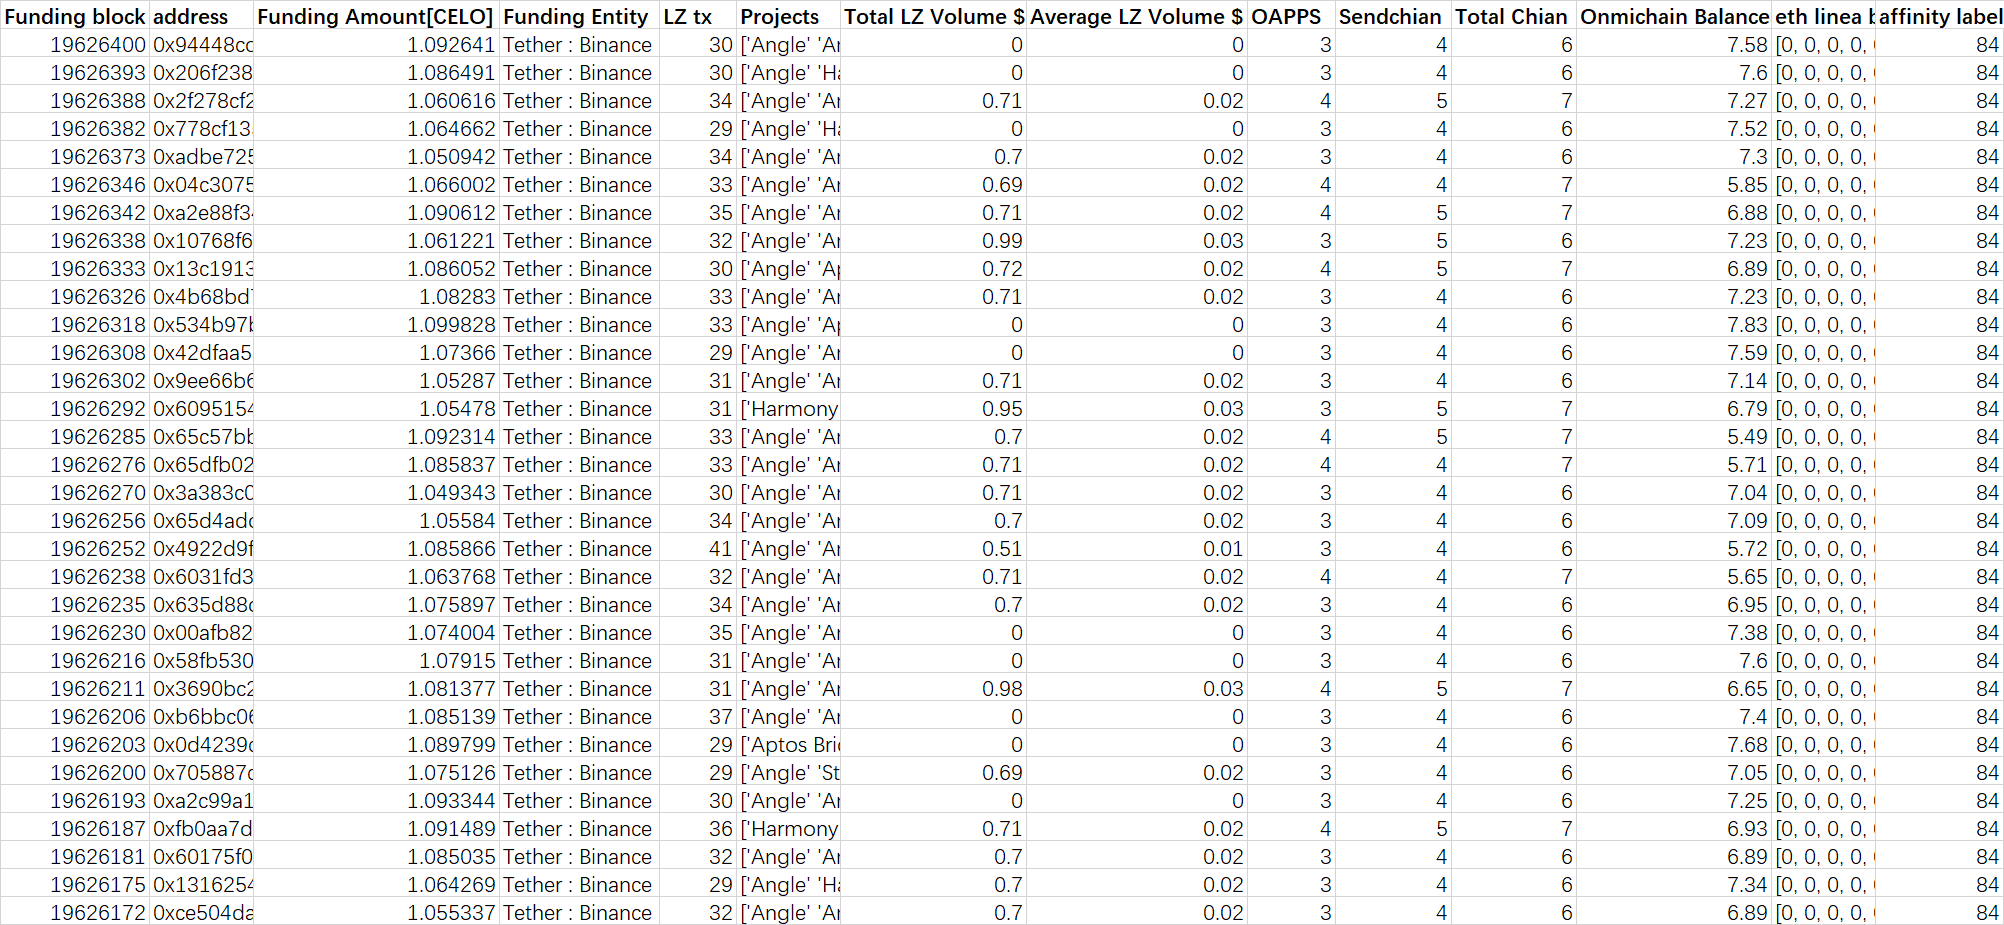 Funding block address Funding Amount[CELO] Funding Entity LZ tx Projects Total LZ Volume $ Average LZ Volume $ OAPPS Sendchian Total Chian Onmichain Balance eth linea affinity label
19626400 0x94448cc 1.092641 Tether : Binance 30 ['Angle' 'Ar 0 0 3 4 6 7.58 [0, 0, 0, 0, 84
19626393 0x206f238 1.086491 Tether : Binance 30 ['Angle' 'Ha 0 0 3 4 6 7.6 [0, 0, 0, 0, 84
19626388 0x2f278cf2 1.060616 Tether : Binance 34 ['Angle' 'Ar 0.71 0.02 4 5 7 7.27 [0, 0, 0, 0, 84
19626382 0x778cf13 1.064662 Tether : Binance 29 ['Angle' 'Ha 0 0 3 4 6 7.52 [0, 0, 0, 0, 84
19626373 0xadbe725 1.050942 Tether : Binance 34 ['Angle' 'Ar 0.7 0.02 3 4 6 7.3 [0, 0, 0, 0, 84
19626346 0x04c3075 1.066002 Tether : Binance 33 ['Angle' 'Ar 0.69 0.02 4 4 7 5.85 [0, 0, 0, 0, 84
19626342 0xa2e88f34 1.090612 Tether : Binance 35 ['Angle' 'Ar 0.71 0.02 4 5 7 6.88 [0, 0, 0, 0, 84
19626338 0x10768f6 1.061221 Tether : Binance 32 ['Angle' 'Ar 0.99 0.03 3 5 6 7.23 [0, 0, 0, 0, 84
19626333 0x13c1913 1.086052 Tether : Binance 30 ['Angle' 'Ap 0.72 0.02 4 5 7 6.89 [0, 0, 0, 0, 84
19626326 0x4b68bd7 1.08283 Tether : Binance 33 ['Angle' 'Ar 0.71 0.02 3 4 6 7.23 [0, 0, 0, 0, 84
19626318 0x534b97b 1.099828 Tether : Binance 33 ['Angle' 'Ap 0 0 3 4 6 7.83 [0, 0, 0, 0, 84
19626308 0x42dfaa5 1.07366 Tether : Binance 29 ['Angle' 'Ar 0 0 3 4 6 7.59 [0, 0, 0, 0, 84
19626302 0x9ee66b6 1.05287 Tether : Binance 31 ['Angle' 'Ar 0.71 0.02 3 4 6 7.14 [0, 0, 0, 0, 84
19626292 0x6095154 1.05478 Tether : Binance 31 ['Harmony 0.95 0.03 3 5 7 6.79 [0, 0, 0, 0, 84
19626285 0x65c57bb 1.092314 Tether : Binance 33 ['Angle' 'Ar 0.7 0.02 4 5 7 5.49 [0, 0, 0, 0, 84
19626276 0x65dfb02 1.085837 Tether : Binance 33 ['Angle' 'Ar 0.71 0.02 4 4 7 5.71 [0, 0, 0, 0, 84
19626270 0x3a383c0 1.049343 Tether : Binance 30 ['Angle' 'Ar 0.71 0.02 3 4 6 7.04 [0, 0, 0, 0, 84
19626256 0x65d4adc 1.05584 Tether : Binance 34 ['Angle' 'Ar 0.7 0.02 3 4 6 7.09 [0, 0, 0, 0, 84
19626252 0x4922d9f 1.085866 Tether : Binance 41 ['Angle' 'Ar 0.51 0.01 3 4 6 5.72 [0, 0, 0, 0, 84
19626238 0x6031fd3 1.063768 Tether : Binance 32 ['Angle' 'Ar 0.71 0.02 4 4 7 5.65 [0, 0, 0, 0, 84
19626235 0x635d88c 1.075897 Tether : Binance 34 ['Angle' 'Ar 0.7 0.02 3 4 6 6.95 [0, 0, 0, 0, 84
19626230 0x00afb82 1.074004 Tether : Binance 35 ['Angle' 'Ar 0 0 3 4 6 7.38 [0, 0, 0, 0, 84
19626216 0x58fb530 1.07915 Tether : Binance 31 ['Angle' 'Ar 0 0 3 4 6 7.6 [0, 0, 0, 0, 84
19626211 0x3690bc2 1.081377 Tether : Binance 31 ['Angle' 'Ar 0.98 0.03 4 5 7 6.65 [0, 0, 0, 0, 84
19626206 0xb6bbc06 1.085139 Tether : Binance 37 ['Angle' 'Ar 0 0 3 4 6 7.4 [0, 0, 0, 0, 84
19626203 0x0d4239c 1.089799 Tether : Binance 29 ['Aptos Bri 0 0 3 4 6 7.68 [0, 0, 0, 0, 84
19626200 0x705887c 1.075126 Tether : Binance 29 ['Angle' 'St 0.69 0.02 3 4 6 7.05 [0, 0, 0, 0, 84
19626193 0xa2c99a1 1.093344 Tether : Binance 30 ['Angle' 'Ar 0 0 3 4 6 7.25 [0, 0, 0, 0, 84
19626187 0xfb0aa7d 1.091489 Tether : Binance 36 ['Harmony 0.71 0.02 4 5 7 6.93 [0, 0, 0, 0, 84
19626181 0x60175f0 1.085035 Tether : Binance 32 ['Angle' 'Ar 0.7 0.02 3 4 6 6.89 [0, 0, 0, 0, 84
19626175 0x1316254 1.064269 Tether : Binance 29 ['Angle' 'Ha 0.7 0.02 3 4 6 7.34 [0, 0, 0, 0, 84
19626172 0xce504da 1.055337 Tether : Binance 32 ['Angle' 'Ar 0.7 0.02 3 4 6 6.89 [0, 0, 0, 0, 84